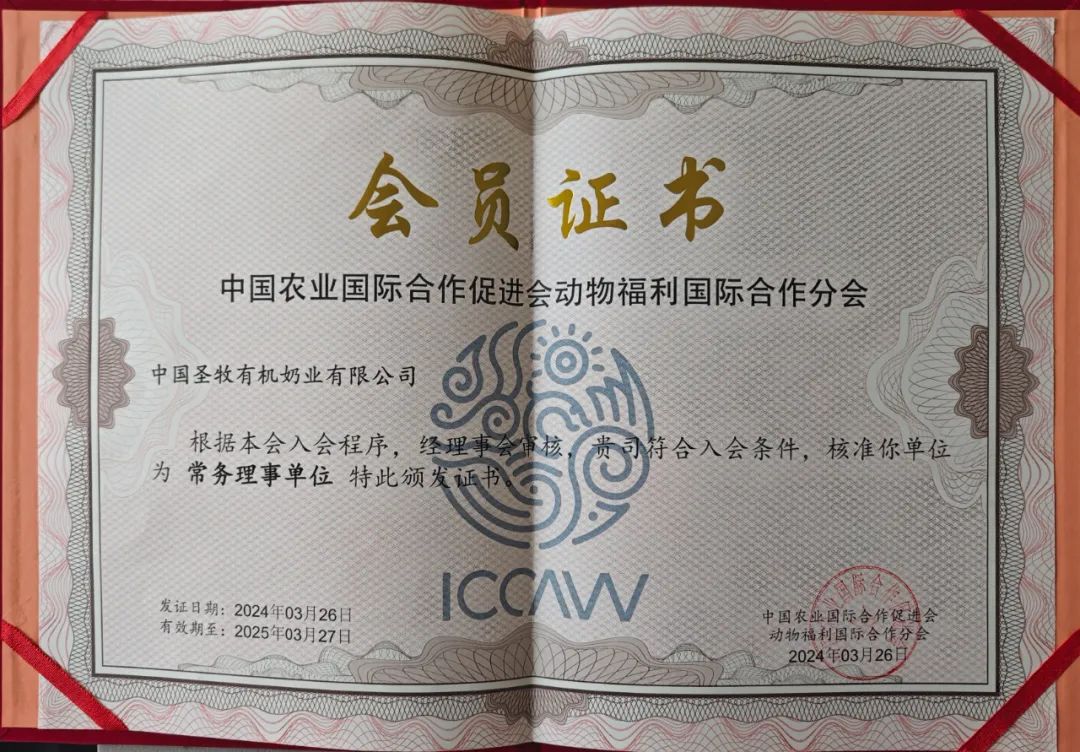 会员证书
中国农业国际合作促进会动物福利国际合作分会
中国圣牧有机奶业有限公司
根据本会入会程序，经理事会审核，贵司符合入会条件，核准你单位
为 常务理事单位 特此颁发证书。
ICCAW
发证日期：2024年03月26日
有效期至：2025年03月27日
国际合作
中国农业国际合作促进会
动物福利国际合作分会
2024年03月26日